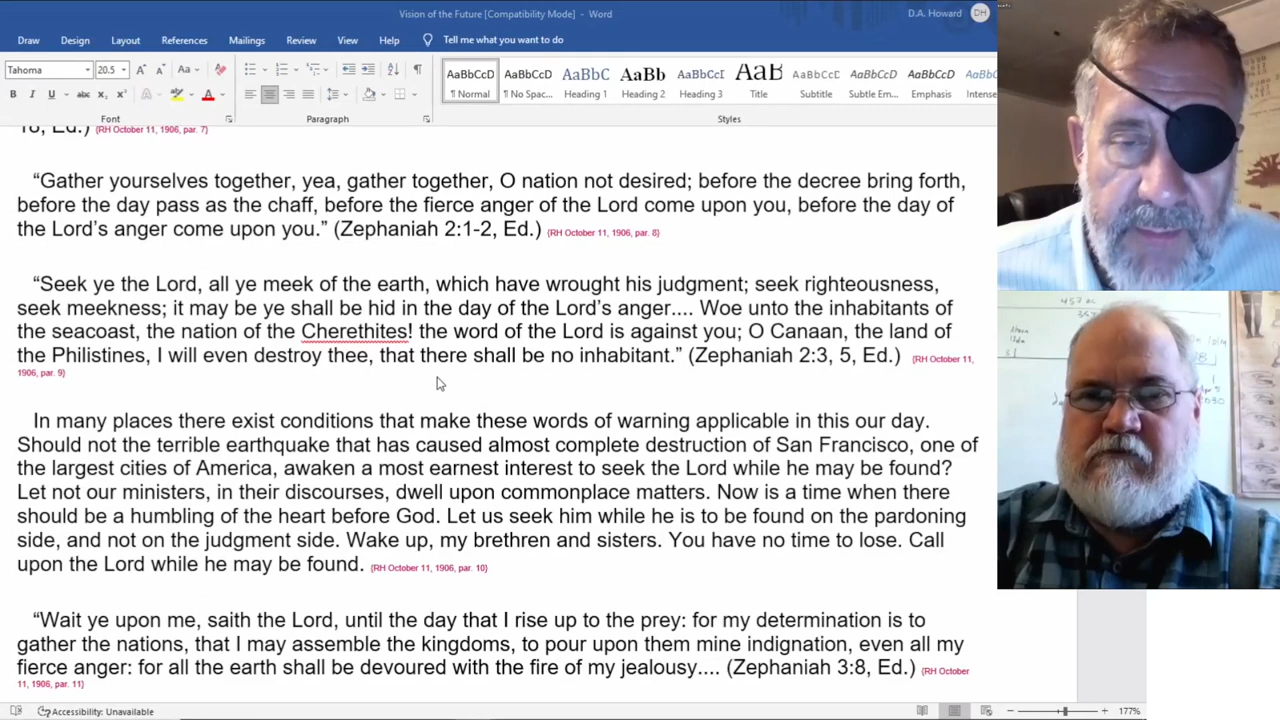 Vision of the Future [Compatibility Mode] - Word
D.A. Howard
DH
Draw Design Layout References Mailings Review View Help Tell me what you want to do
Tahoma 20.5
AaBbCcD AaBbCcD AaBbC AaBb AaBbCcD AaB AaBbCcD AaBbCcD AaBbCcD
¶ Normal ¶ No Spac... Heading 1 Heading 2 Heading 3 Title Subtitle Subtle Em... Emphasis Intense
Font Paragraph Styles
18, Ed.) {RH October 11, 1906, par. 7}
“Gather yourselves together, yea, gather together, O nation not desired; before the decree bring forth,
before the day pass as the chaff, before the fierce anger of the Lord come upon you, before the day of
the Lord’s anger come upon you.” (Zephaniah 2:1-2, Ed.) {RH October 11, 1906, par. 8}
“Seek ye the Lord, all ye meek of the earth, which have wrought his judgment; seek righteousness,
seek meekness; it may be ye shall be hid in the day of the Lord’s anger.... Woe unto the inhabitants of
the seacoast, the nation of the Cherethites! the word of the Lord is against you; O Canaan, the land of
the Philistines, I will even destroy thee, that there shall be no inhabitant.” (Zephaniah 2:3, 5, Ed.) {RH October 11,
1906, par. 9}
In many places there exist conditions that make these words of warning applicable in this our day.
Should not the terrible earthquake that has caused almost complete destruction of San Francisco, one of
the largest cities of America, awaken a most earnest interest to seek the Lord while he may be found?
Let not our ministers, in their discourses, dwell upon commonplace matters. Now is a time when there
should be a humbling of the heart before God. Let us seek him while he is to be found on the pardoning
side, and not on the judgment side. Wake up, my brethren and sisters. You have no time to lose. Call
upon the Lord while he may be found. {RH October 11, 1906, par. 10}
“Wait ye upon me, saith the Lord, until the day that I rise up to the prey: for my determination is to
gather the nations, that I may assemble the kingdoms, to pour upon them mine indignation, even all my
fierce anger: for all the earth shall be devoured with the fire of my jealousy.... (Zephaniah 3:8, Ed.) {RH October
11, 1906, par. 11}
Accessibility: Unavailable
177%